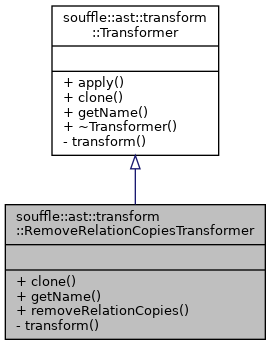 souffle::ast::transform
::Transformer
+ apply()
+ clone()
+ getName()
+ ~Transformer()
- transform()
souffle::ast::transform
::RemoveRelationCopiesTransformer
+ clone()
+ getName()
+ removeRelationCopies()
- transform()